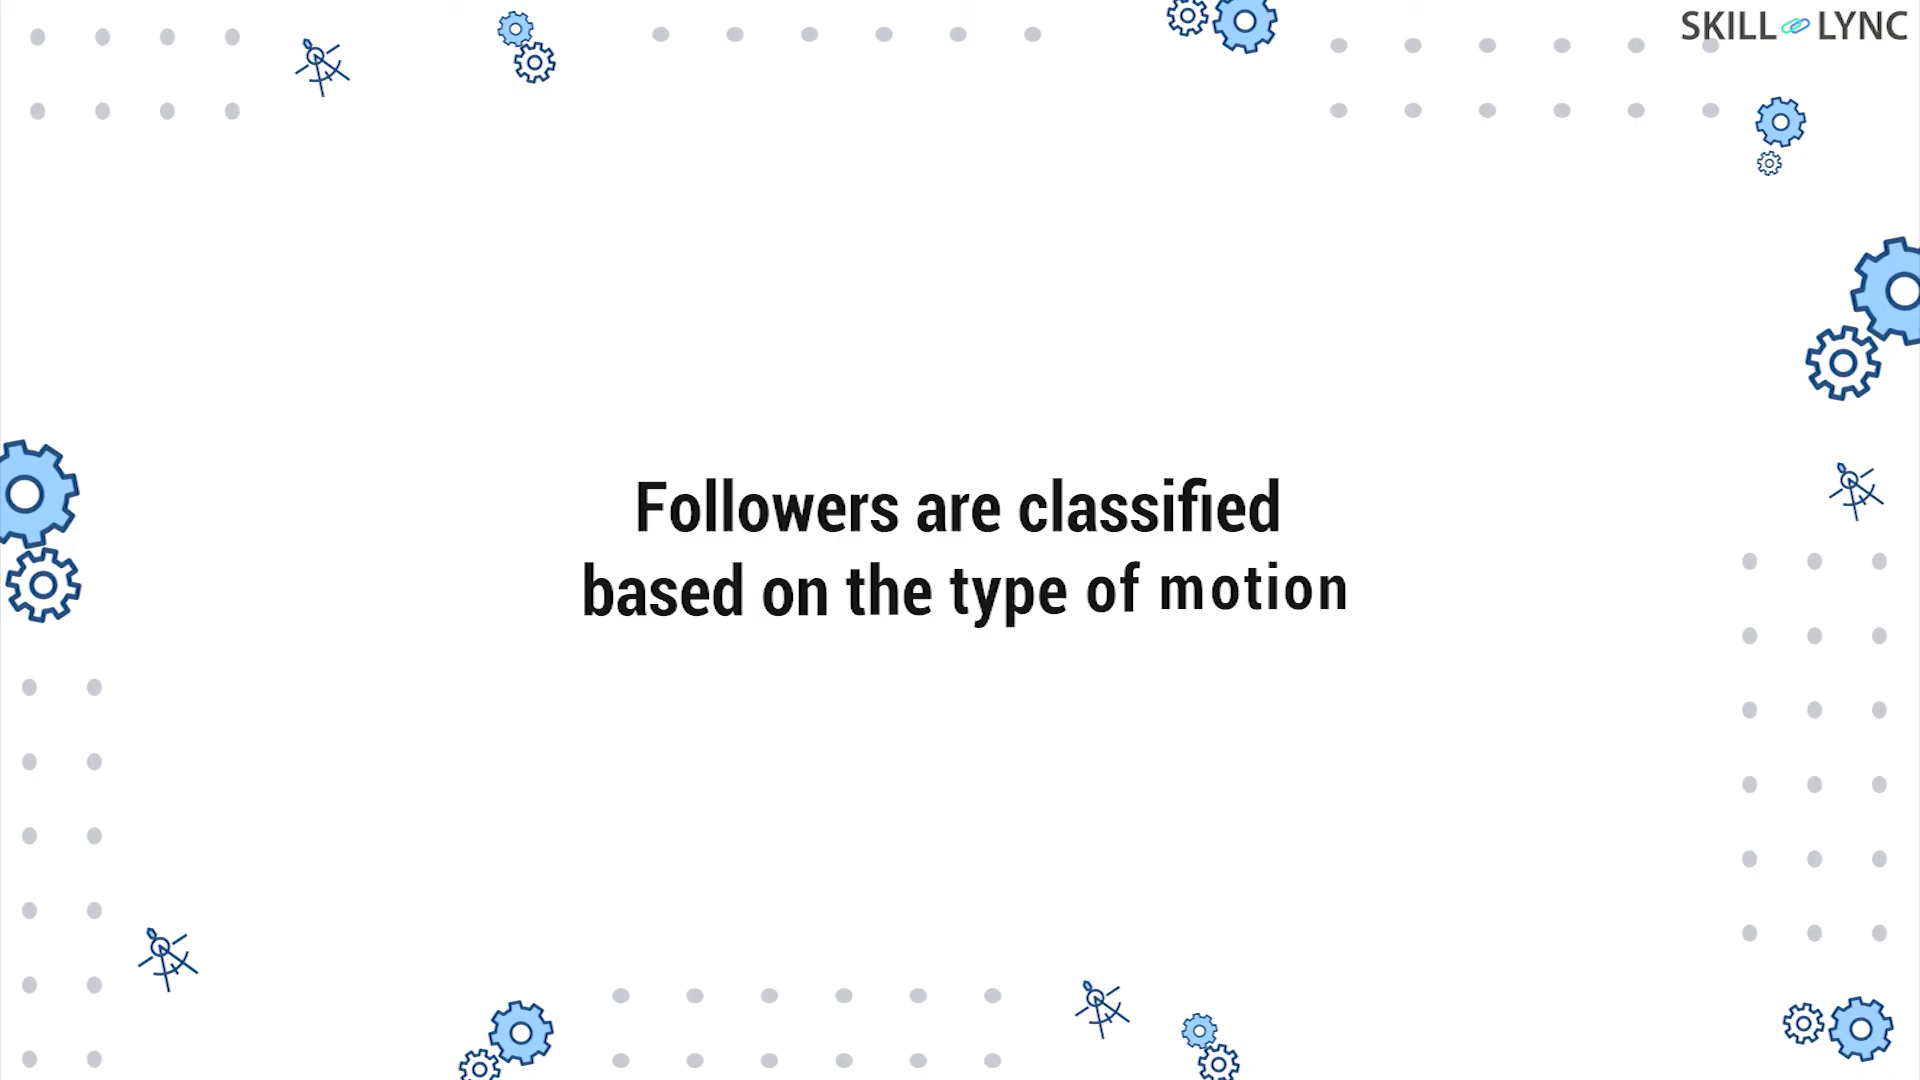 SKILL LYNC
Followers are classified
based on the type of motion